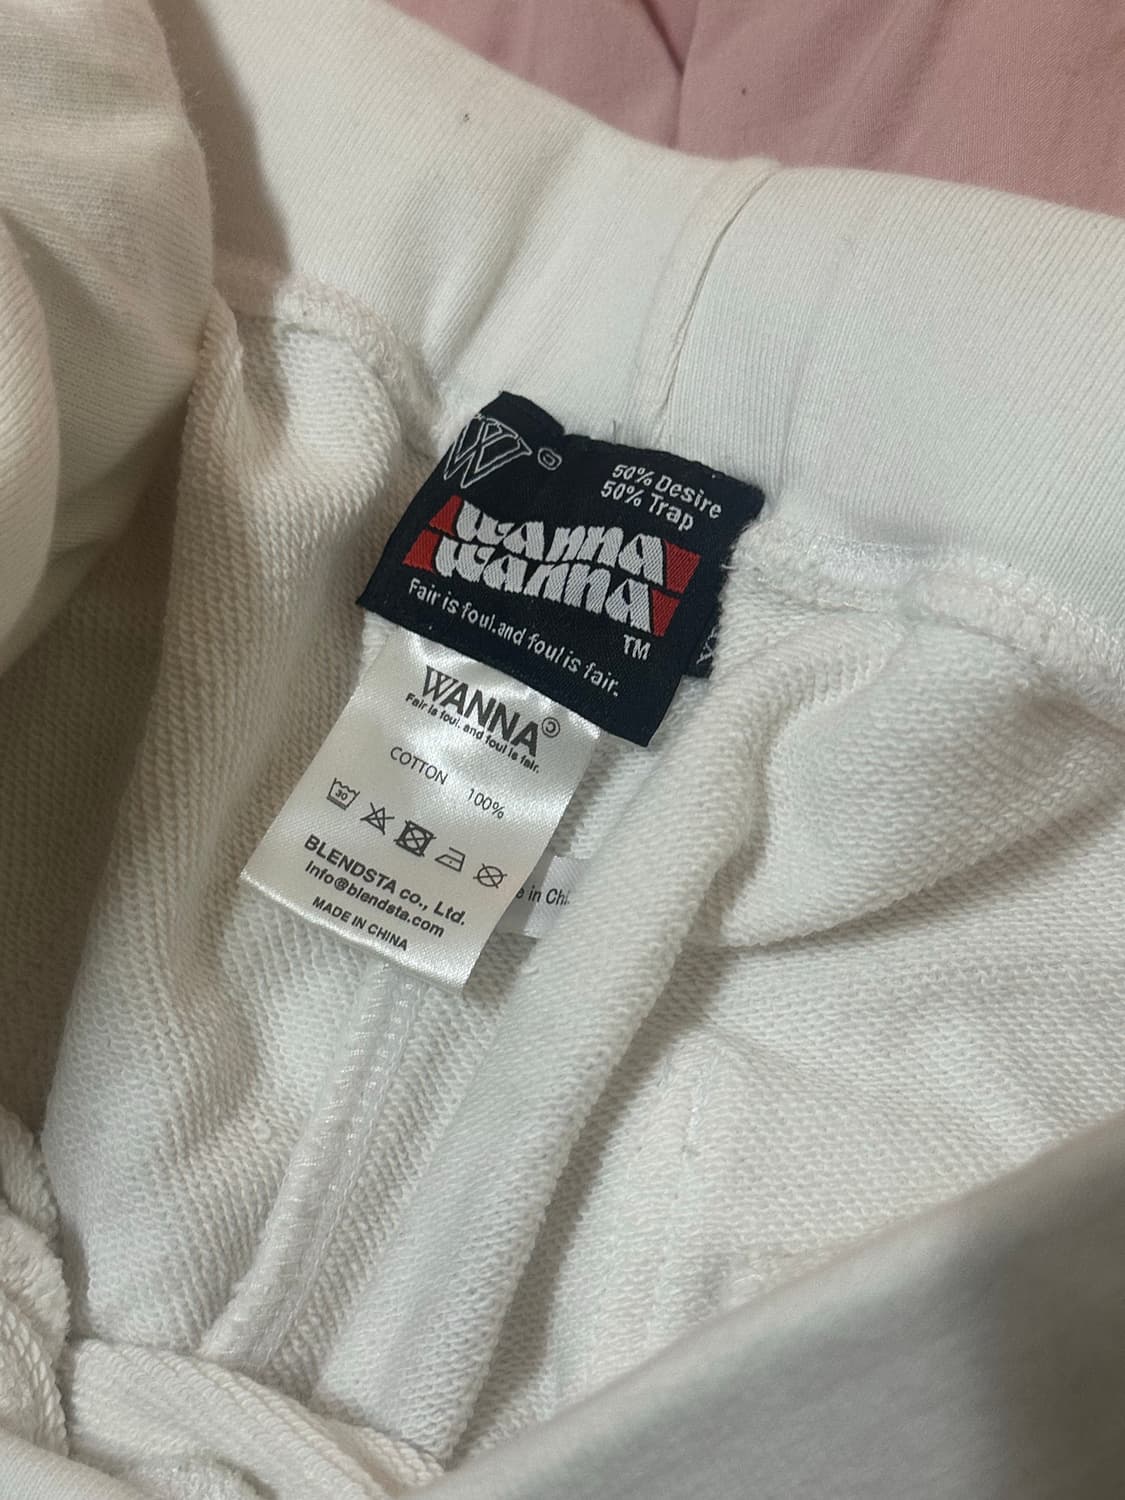 W
50% Desire
50% Trap
wanna
wanna
TM
Fair is foul.and foul is fair.
WANNA©
Fair is foul. and foul is fair.
COTTON 100%
30
BLENDSTA co., Ltd.
Info@blendsta.com
MADE IN CHINA
in